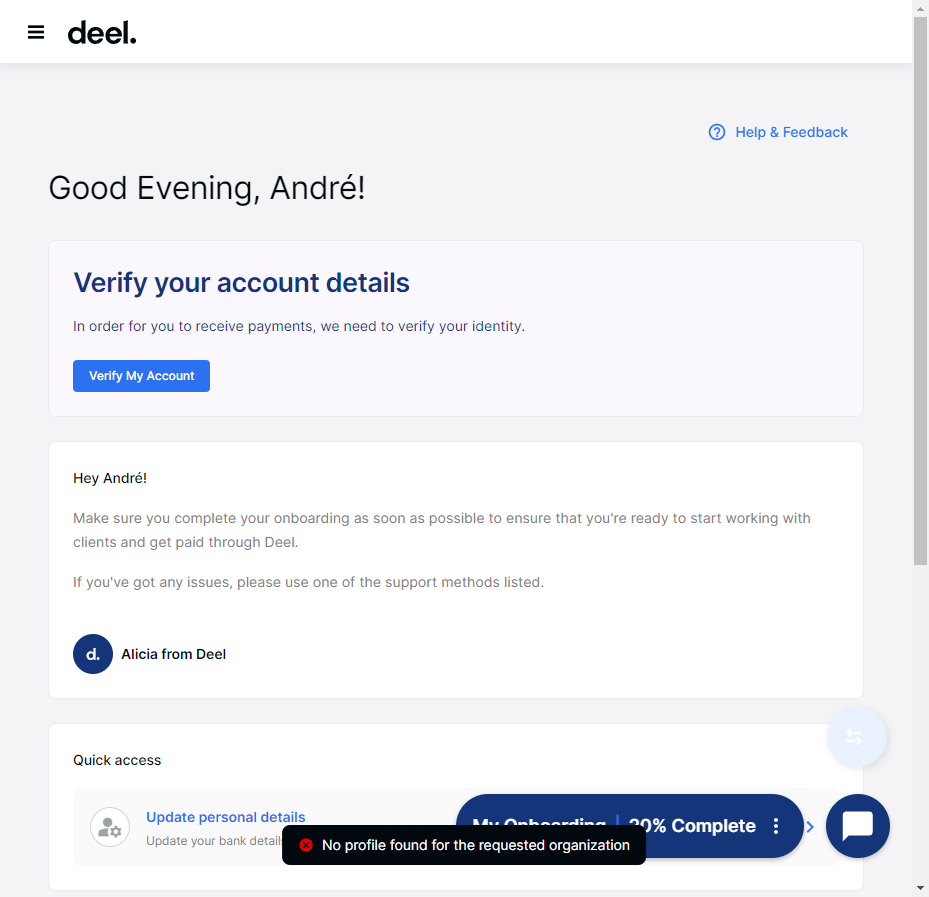 deel.
Help & Feedback
Good Evening, André!
Verify your account details
In order for you to receive payments, we need to verify your identity.
Verify My Account
Hey André!
Make sure you complete your onboarding as soon as possible to ensure that you're ready to start working with
clients and get paid through Deel.
If you've got any issues, please use one of the support methods listed.
d.
Alicia from Deel
Quick access
Update personal details
Update your bank details
My Onboarding | 20% Complete
No profile found for the requested organization